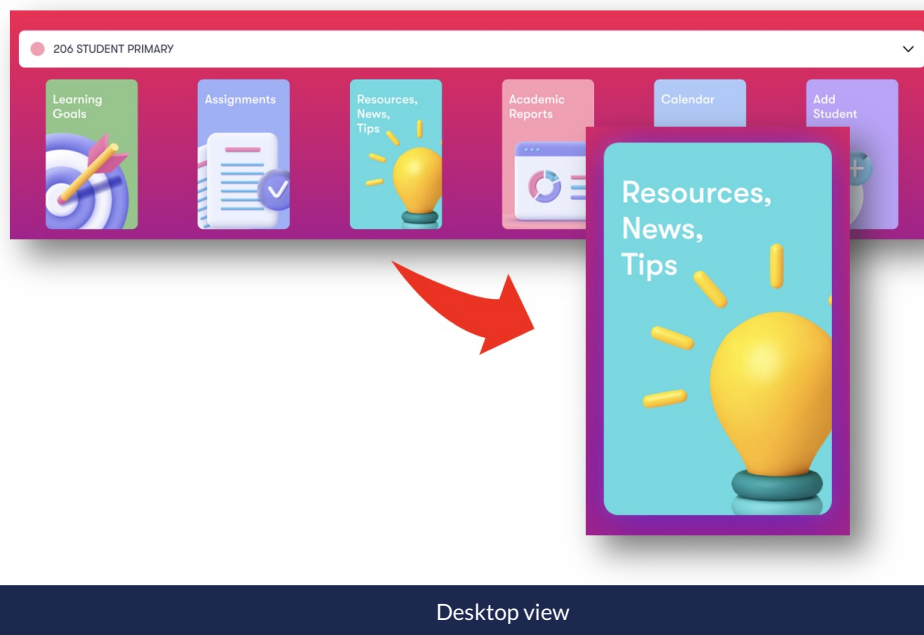 206 STUDENT PRIMARY
Learning
Goals
Assignments
Resources,
News,
Tips
Academic
Reports
Calendar
Add
Student
Resources,
News,
Tips
Desktop view